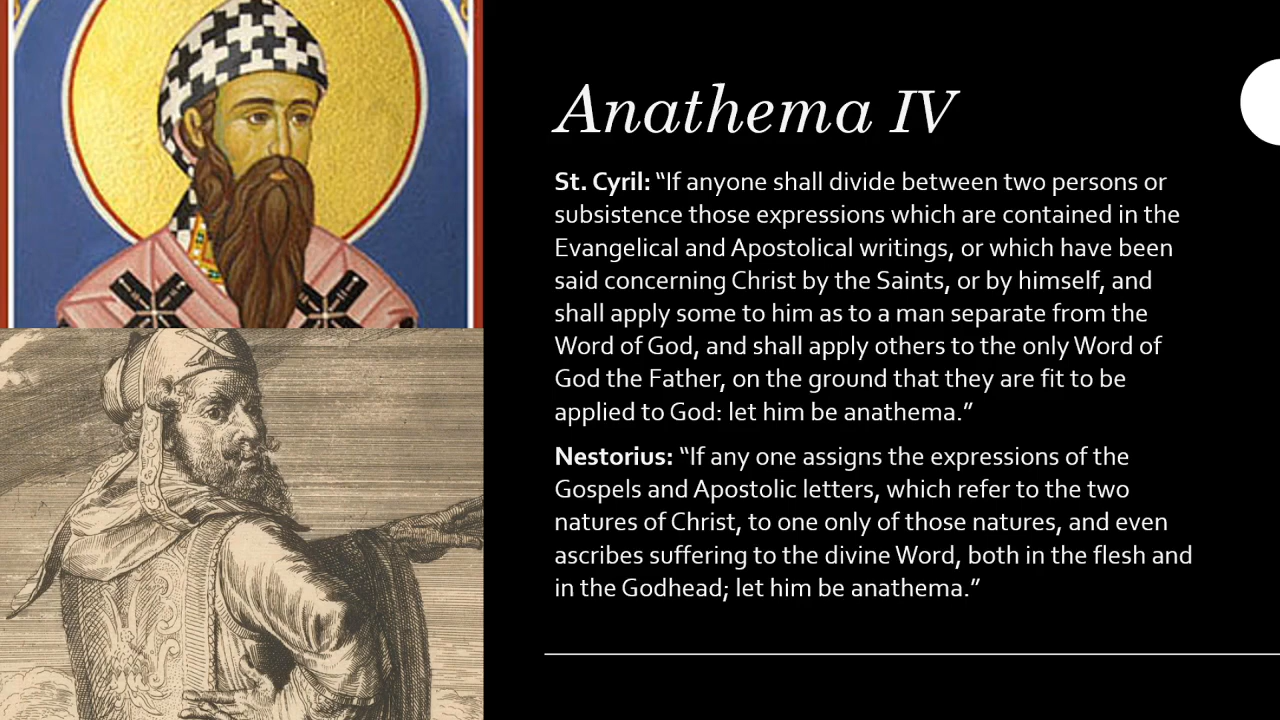 Anathema IV
St. Cyril: “If anyone shall divide between two persons or
subsistence those expressions which are contained in the
Evangelical and Apostolical writings, or which have been
said concerning Christ by the Saints, or by himself, and
shall apply some to him as to a man separate from the
Word of God, and shall apply others to the only Word of
God the Father, on the ground that they are fit to be
applied to God: let him be anathema.”
Nestorius: “If any one assigns the expressions of the
Gospels and Apostolic letters, which refer to the two
natures of Christ, to one only of those natures, and even
ascribes suffering to the divine Word, both in the flesh and
in the Godhead; let him be anathema.”